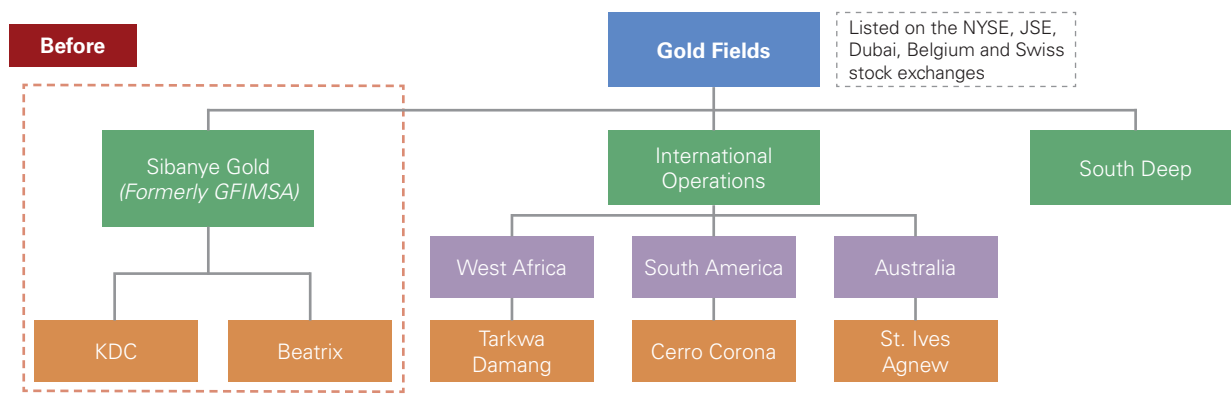 Before
Gold Fields
Listed on the NYSE, JSE,
Dubai, Belgium and Swiss
stock exchanges
Sibanye Gold
(Formerly GFIMSA)
International
Operations
South Deep
West Africa
South America
Australia
KDC
Beatrix
Tarkwa
Damang
Cerro Corona
St. Ives
Agnew